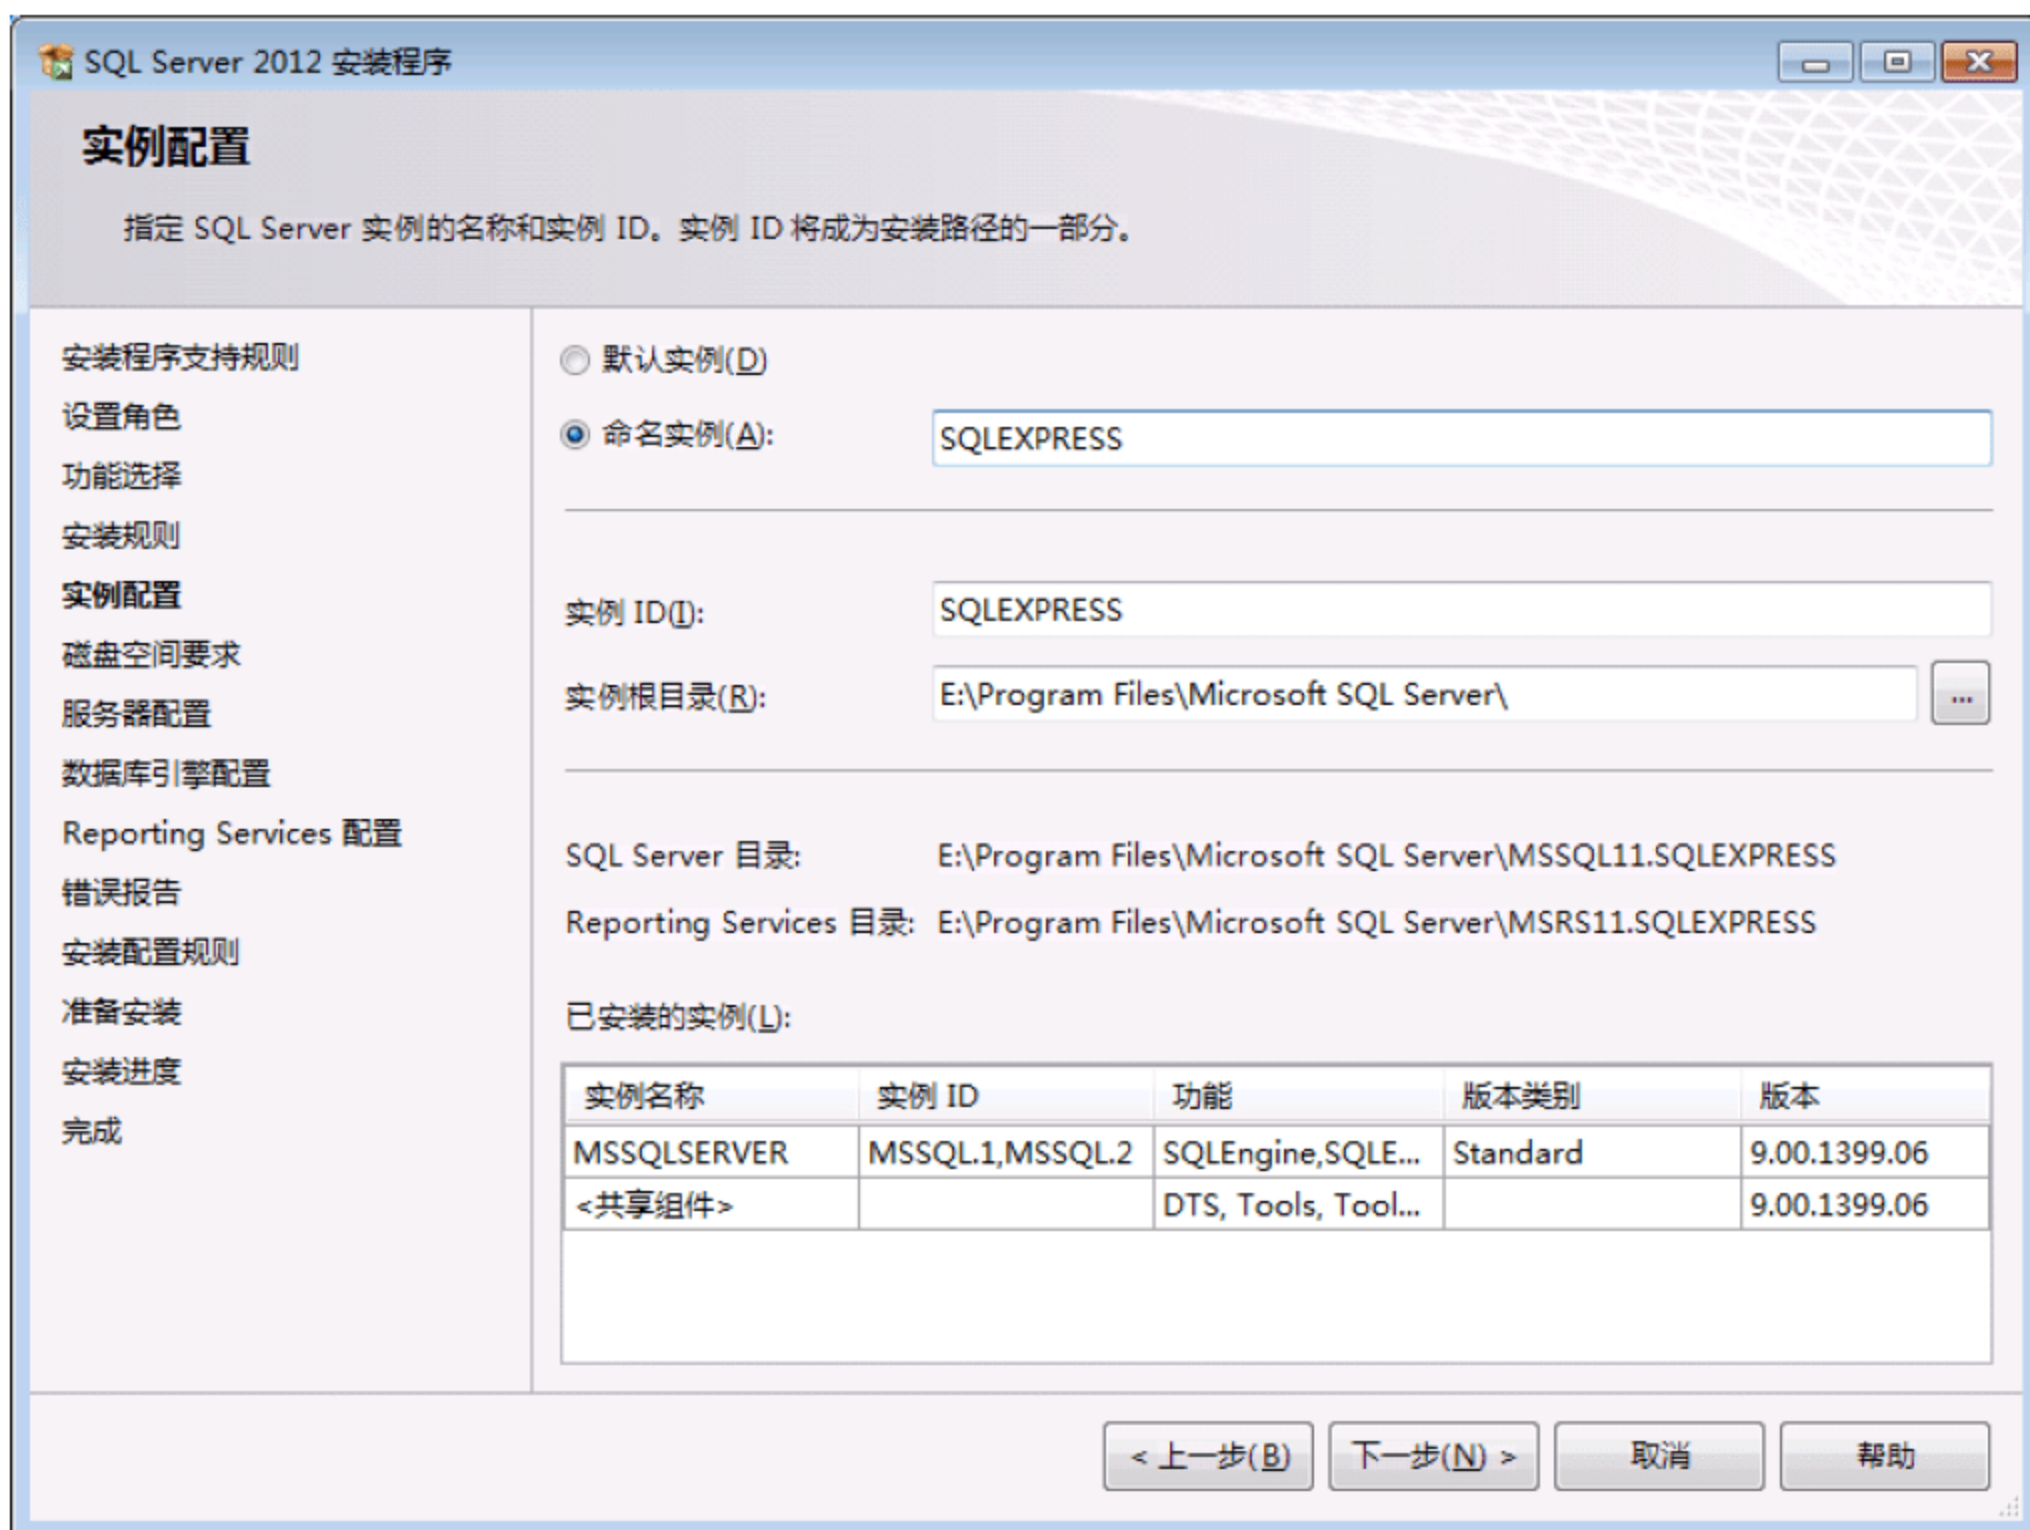 SQL Server 2012 安装程序
实例配置
指定 SQL Server 实例的名称和实例 ID。实例 ID 将成为安装路径的一部分。
安装程序支持规则
设置角色
功能选择
安装规则
实例配置
磁盘空间要求
服务器配置
数据库引擎配置
Reporting Services 配置
错误报告
安装配置规则
准备安装
安装进度
完成
默认实例(D)
命名实例(A): SQLEXPRESS
实例 ID(I): SQLEXPRESS
实例根目录(R): E:\Program Files\Microsoft SQL Server\ ...
SQL Server 目录: E:\Program Files\Microsoft SQL Server\MSSQL11.SQLEXPRESS
Reporting Services 目录: E:\Program Files\Microsoft SQL Server\MSRS11.SQLEXPRESS
已安装的实例(L):
实例名称 实例 ID 功能 版本类别 版本
MSSQLSERVER MSSQL.1,MSSQL.2 SQLEngine,SQLE... Standard 9.00.1399.06
<共享组件> DTS, Tools, Tool... 9.00.1399.06
< 上一步(B) 下一步(N) > 取消 帮助